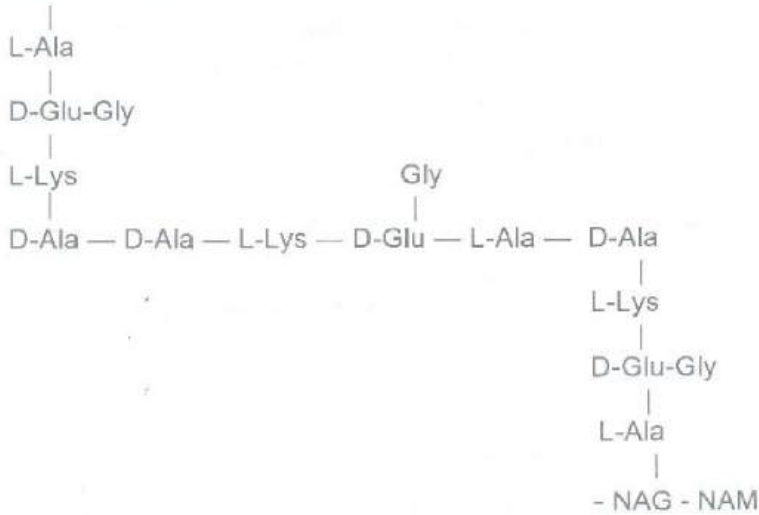 L-Ala
D-Glu-Gly
L-Lys
Gly
D-Ala — D-Ala — L-Lys — D-Glu — L-Ala — D-Ala
L-Lys
D-Glu-Gly
L-Ala
- NAG - NAM